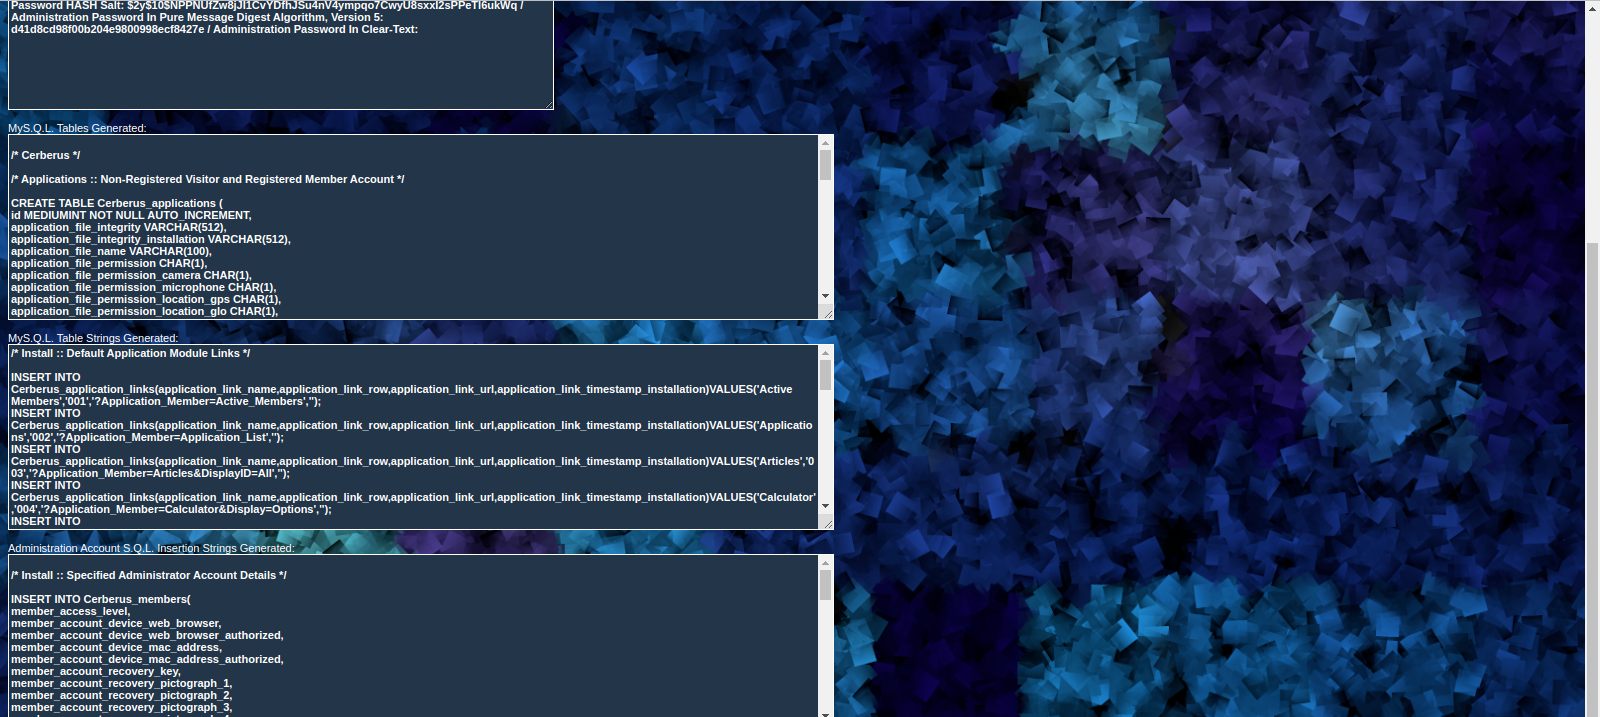 Password HASH Salt: $2y$10$NPPNUfZw8jJI1CvYDfhJSu4nV4ympqo7CwyU8sxxI2sPPeTI6ukWq /
Administration Password In Pure Message Digest Algorithm, Version 5:
d41d8cd98f00b204e9800998ecf8427e / Administration Password In Clear-Text:
MyS.Q.L. Tables Generated:
/* Cerberus */
/* Applications :: Non-Registered Visitor and Registered Member Account */
CREATE TABLE Cerberus_applications (
id MEDIUMINT NOT NULL AUTO_INCREMENT,
application_file_integrity VARCHAR(512),
application_file_integrity_installation VARCHAR(512),
application_file_name VARCHAR(100),
application_file_permission CHAR(1),
application_file_permission_camera CHAR(1),
application_file_permission_microphone CHAR(1),
application_file_permission_location_gps CHAR(1),
application_file_permission_location_glo CHAR(1),
MyS.Q.L. Table Strings Generated:
/* Install :: Default Application Module Links */
INSERT INTO
Cerberus_application_links(application_link_name,application_link_row,application_link_url,application_link_timestamp_installation)VALUES('Active
Members','001','?Application_Member=Active_Members','');
INSERT INTO
Cerberus_application_links(application_link_name,application_link_row,application_link_url,application_link_timestamp_installation)VALUES('Applicatio
ns','002','?Application_Member=Application_List','');
INSERT INTO
Cerberus_application_links(application_link_name,application_link_row,application_link_url,application_link_timestamp_installation)VALUES('Articles','0
03','?Application_Member=Articles&DisplayID=All','');
INSERT INTO
Cerberus_application_links(application_link_name,application_link_row,application_link_url,application_link_timestamp_installation)VALUES('Calculator'
,'004','?Application_Member=Calculator&Display=Options','');
INSERT INTO
Administration Account S.Q.L. Insertion Strings Generated:
/* Install :: Specified Administrator Account Details */
INSERT INTO Cerberus_members(
member_access_level,
member_account_device_web_browser,
member_account_device_web_browser_authorized,
member_account_device_mac_address,
member_account_device_mac_address_authorized,
member_account_recovery_key,
member_account_recovery_pictograph_1,
member_account_recovery_pictograph_2,
member_account_recovery_pictograph_3,